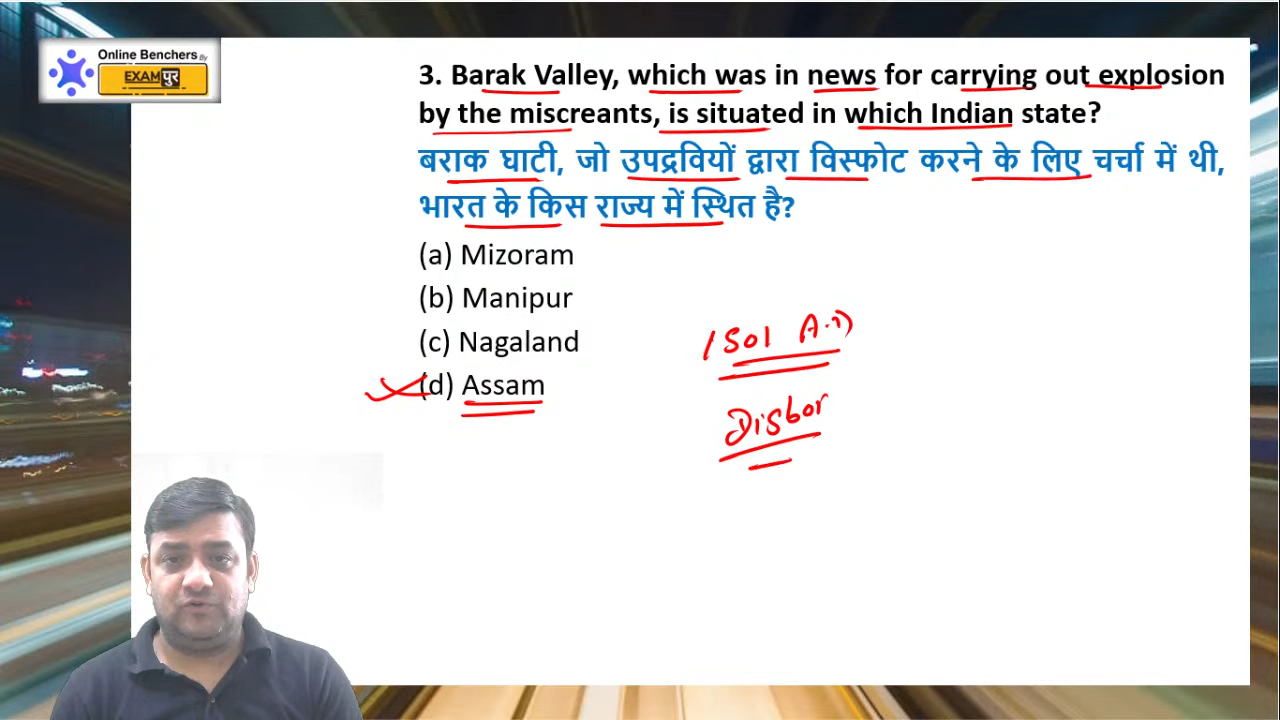 Online Benchers By
EXAMपुर
3. Barak Valley, which was in news for carrying out explosion
by the miscreants, is situated in which Indian state?
बराक घाटी, जो उपद्रवियों द्वारा विस्फोट करने के लिए चर्चा में थी,
भारत के किस राज्य में स्थित है?
(a) Mizoram
(b) Manipur
(c) Nagaland
(d) Assam